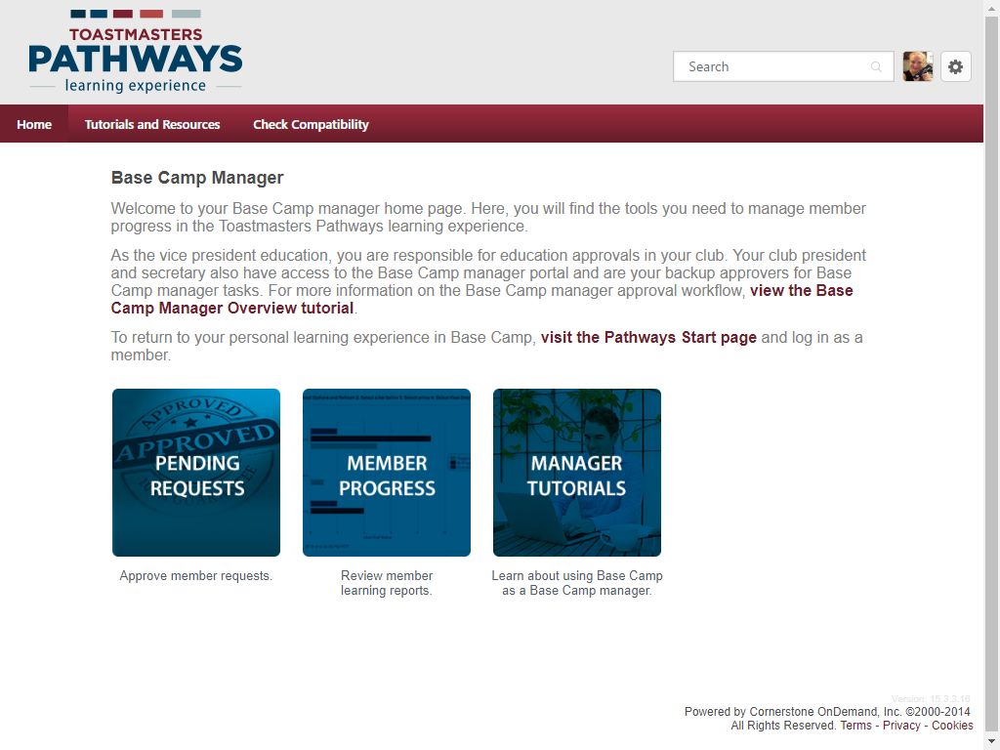 TOASTMASTERS
PATHWAYS
learning experience
Search
Home
Tutorials and Resources
Check Compatibility
Base Camp Manager
Welcome to your Base Camp manager home page. Here, you will find the tools you need to manage member
progress in the Toastmasters Pathways learning experience.
As the vice president education, you are responsible for education approvals in your club. Your club president
and secretary also have access to the Base Camp manager portal and are your backup approvers for Base
Camp manager tasks. For more information on the Base Camp manager approval workflow, view the Base
Camp Manager Overview tutorial.
To return to your personal learning experience in Base Camp, visit the Pathways Start page and log in as a
member.
APPROVED
APPROVED
PENDING
REQUESTS
MEMBER
PROGRESS
MANAGER
TUTORIALS
Approve member requests.
Review member
learning reports.
Learn about using Base Camp
as a Base Camp manager.
Version: 15.3.3.16
Powered by Cornerstone OnDemand, Inc. ©2000-2014
All Rights Reserved. Terms - Privacy - Cookies